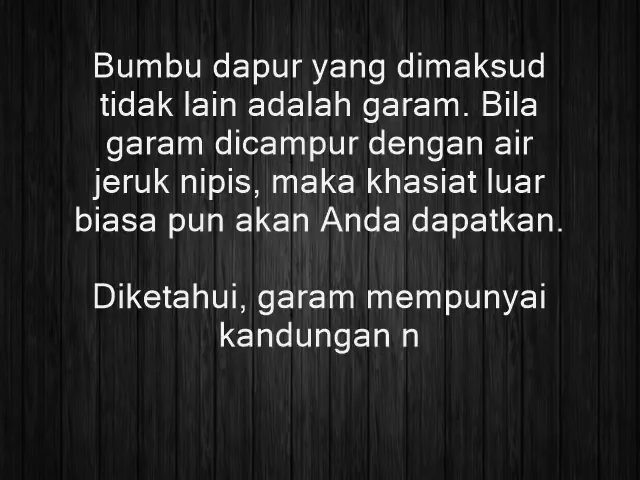 Bumbu dapur yang dimaksud
tidak lain adalah garam. Bila
garam dicampur dengan air
jeruk nipis, maka khasiat luar
biasa pun akan Anda dapatkan.
Diketahui, garam mempunyai
kandungan n